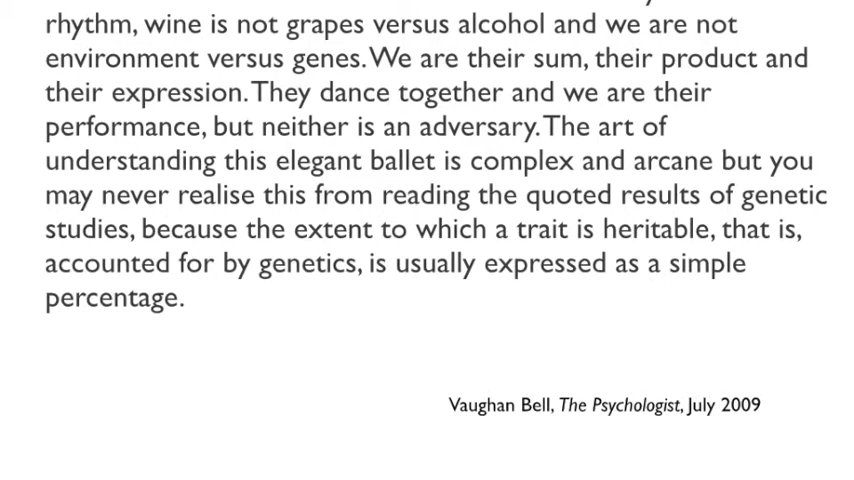 rhythm, wine is not grapes versus alcohol and we are not
environment versus genes. We are their sum, their product and
their expression. They dance together and we are their
performance, but neither is an adversary. The art of
understanding this elegant ballet is complex and arcane but you
may never realise this from reading the quoted results of genetic
studies, because the extent to which a trait is heritable, that is,
accounted for by genetics, is usually expressed as a simple
percentage.
Vaughan Bell, The Psychologist, July 2009